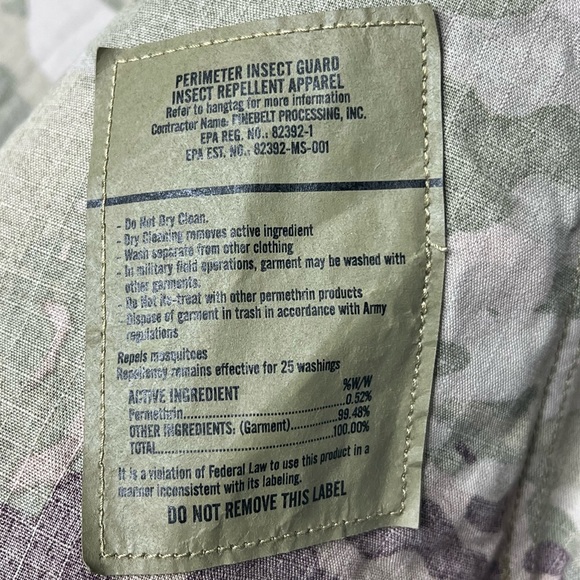 PERIMETER INSECT GUARD
INSECT REPELLENT APPAREL
Refer to hangtag for more information
Contractor Name: PINEBELT PROCESSING, INC.
EPA REG. NO.: 82392-1
EPA EST. NO.: 82392-MS-001
- Do Not Dry Clean.
- Dry Cleaning removes active ingredient
- Wash separate from other clothing
- In military field operations, garment may be washed with
other garments.
- Do Not Re-treat with other permethrin products
- Dispose of garment in trash in accordance with Army
regulations
Repels mosquitoes
Repellency remains effective for 25 washings
ACTIVE INGREDIENT %W/W
Permethrin...............................0.52%
OTHER INGREDIENTS: (Garment)..........99.48%
TOTAL....................................100.00%
It is a violation of Federal Law to use this product in a
manner inconsistent with its labeling.
DO NOT REMOVE THIS LABEL